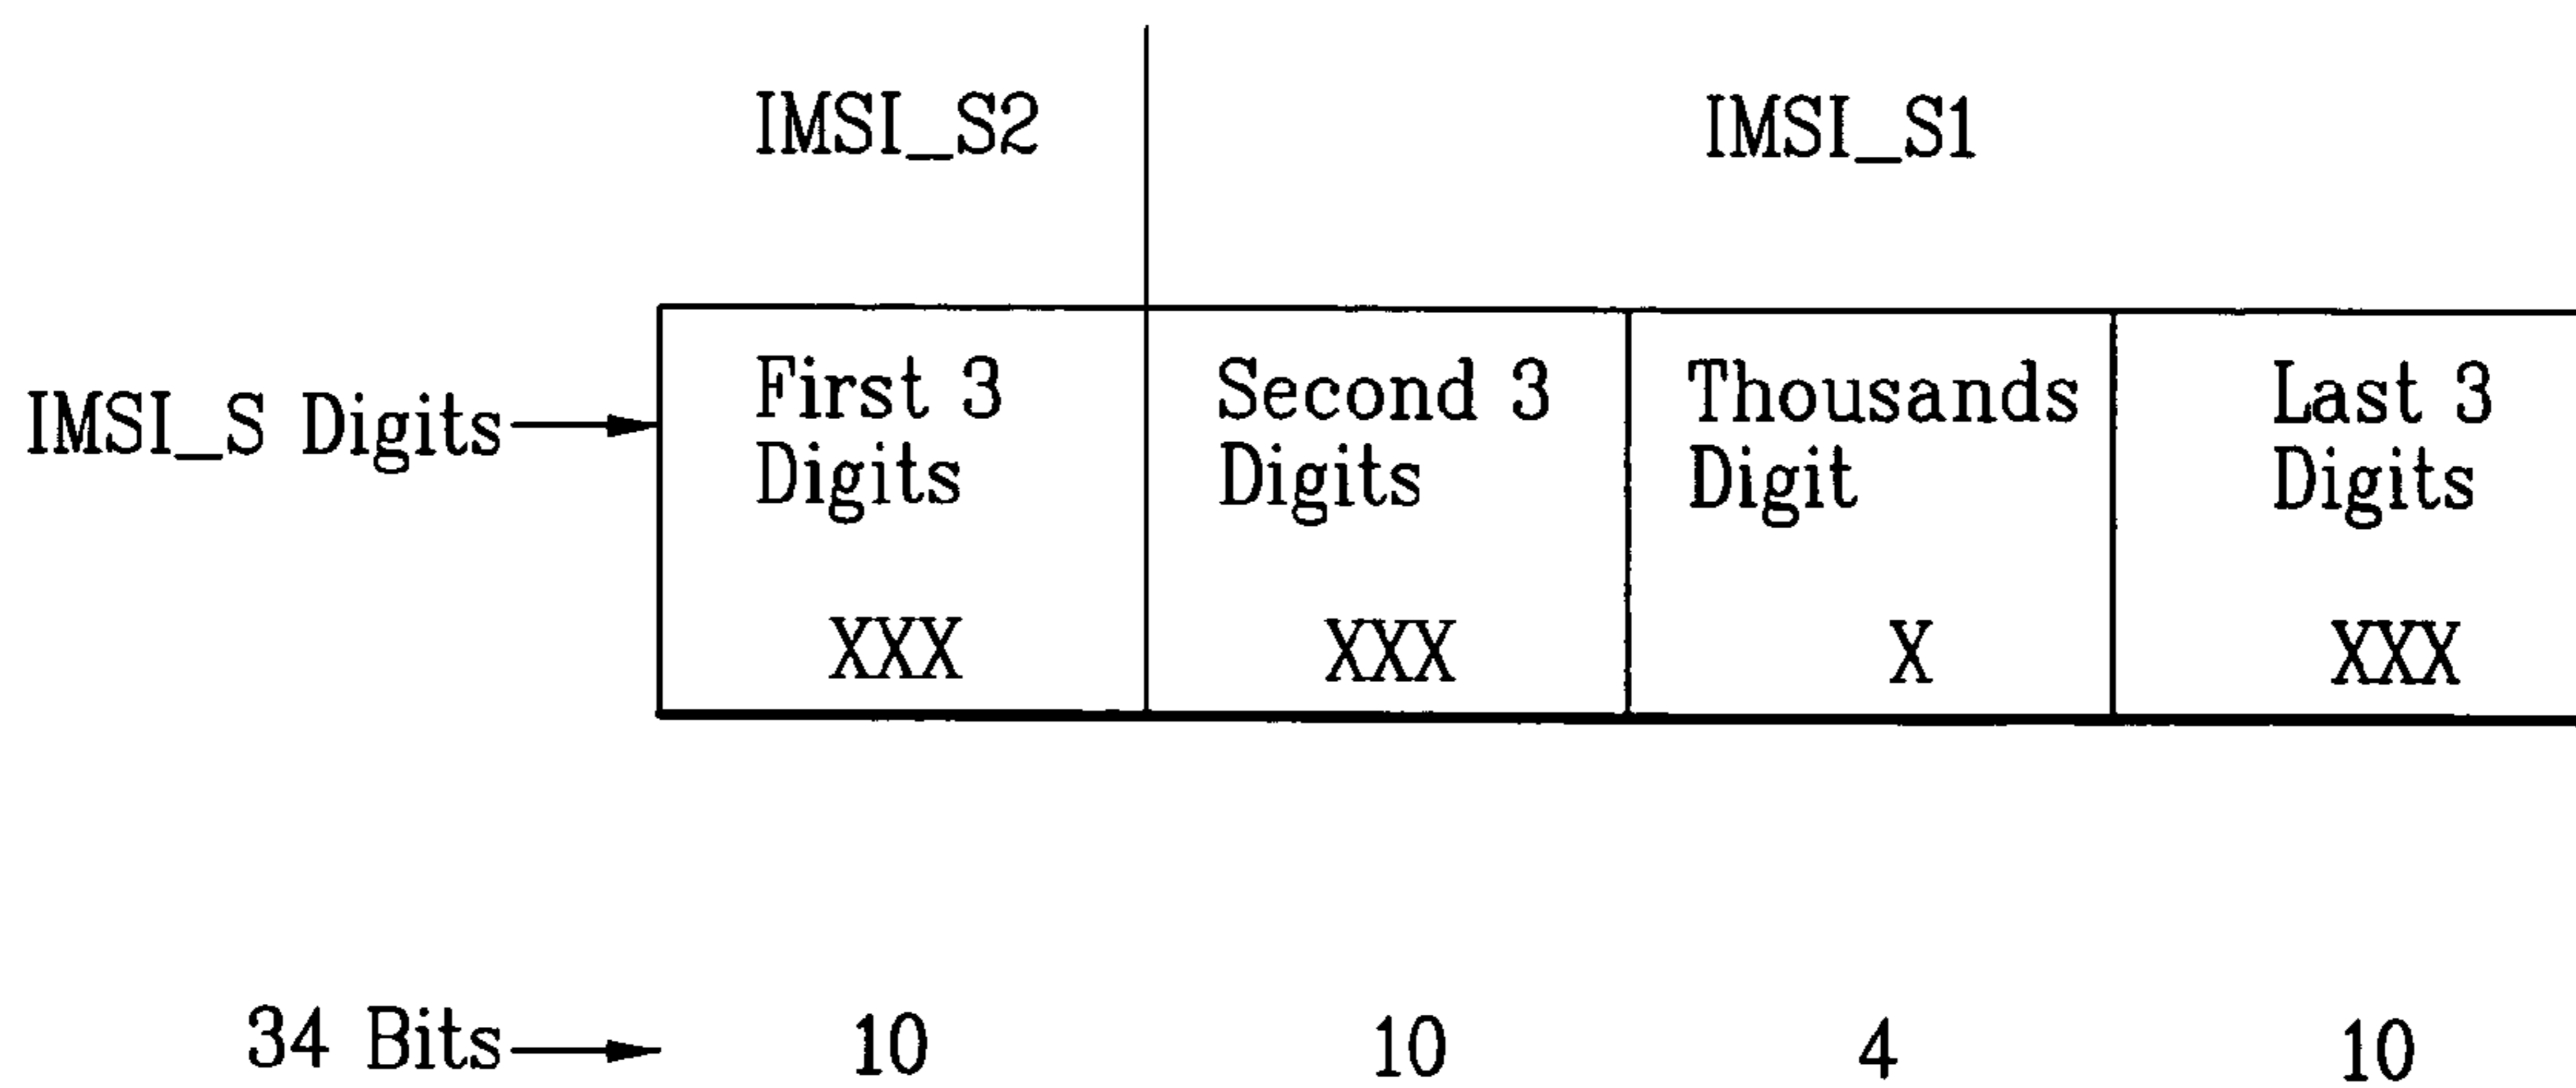 IMSI_S2 IMSI_S1
IMSI_S Digits
First 3
Digits
XXX
Second 3
Digits
XXX
Thousands
Digit
X
Last 3
Digits
XXX
34 Bits 10 10 4 10